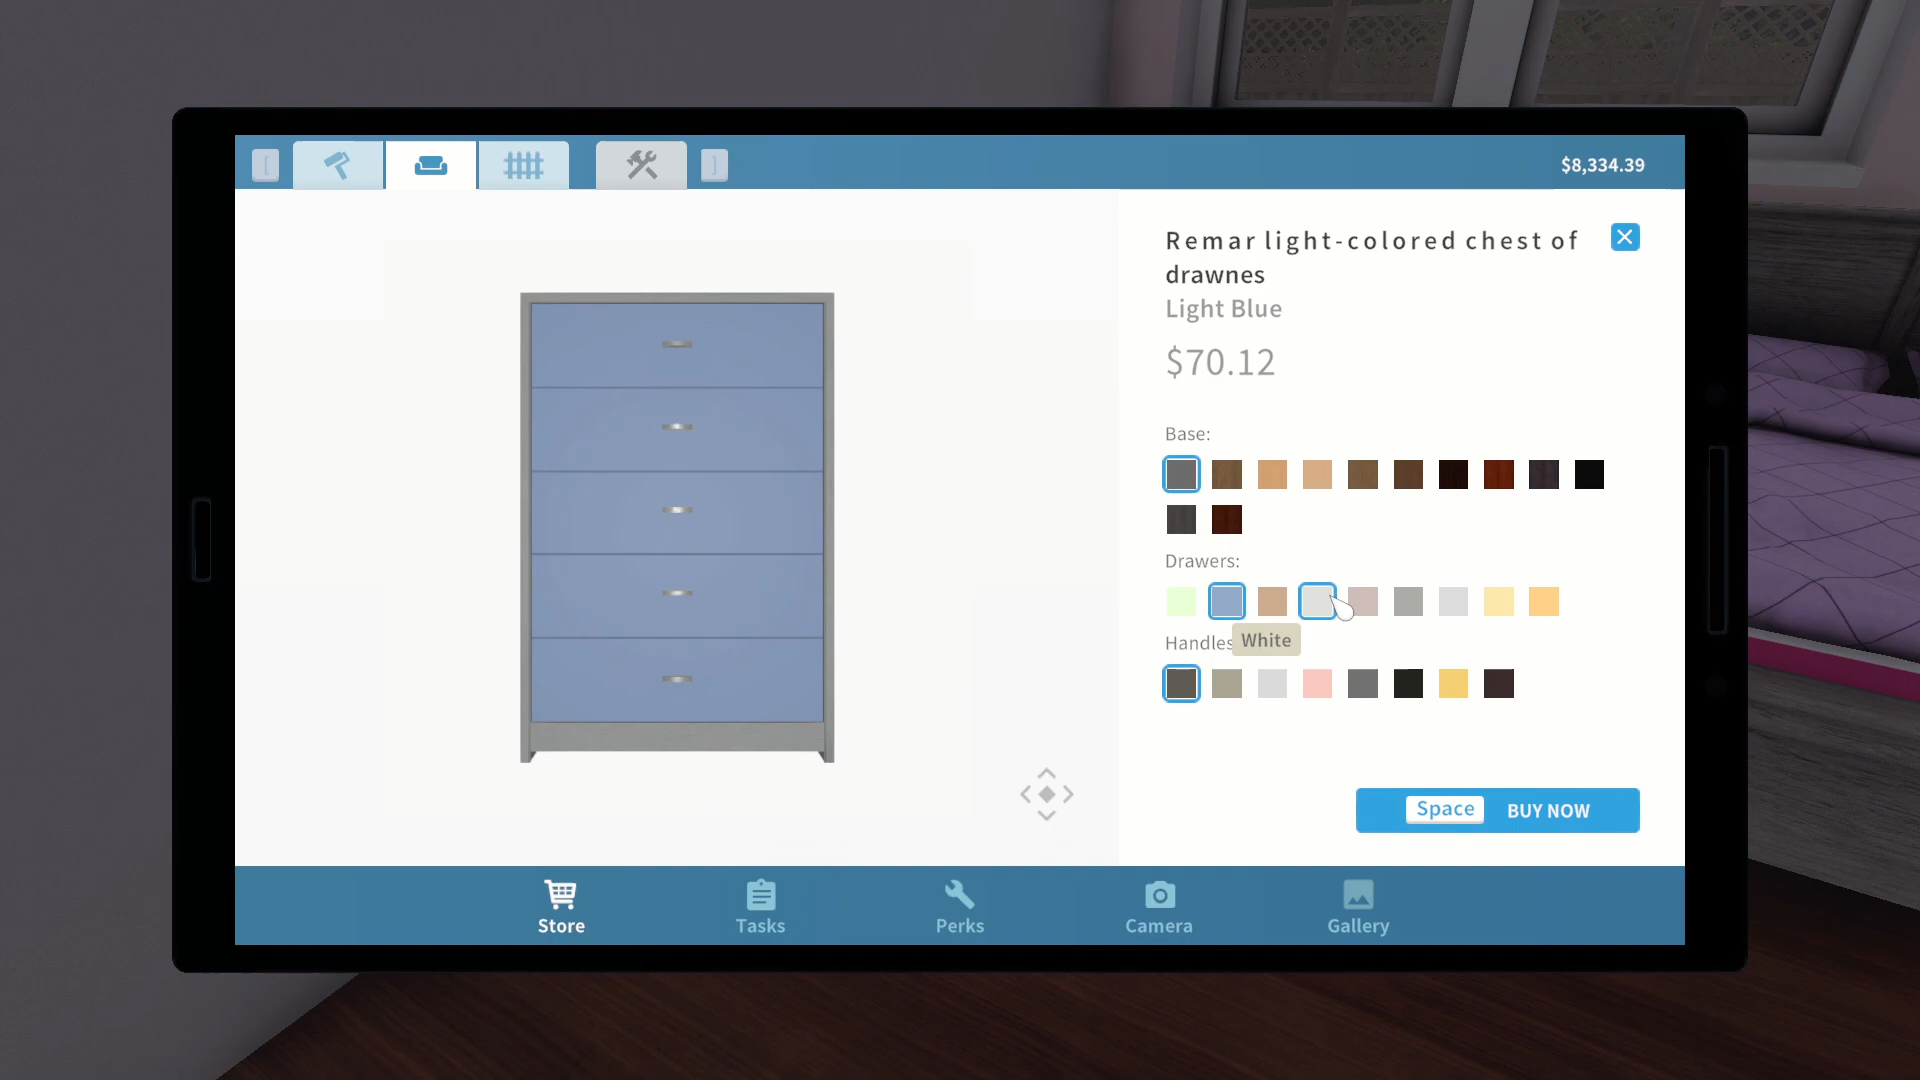 [
]
$8,334.39
Remar light-colored chest of
drawnes
Light Blue
$70.12
Base:
Drawers:
Handles
White
Space BUY NOW
Store
Tasks
Perks
Camera
Gallery